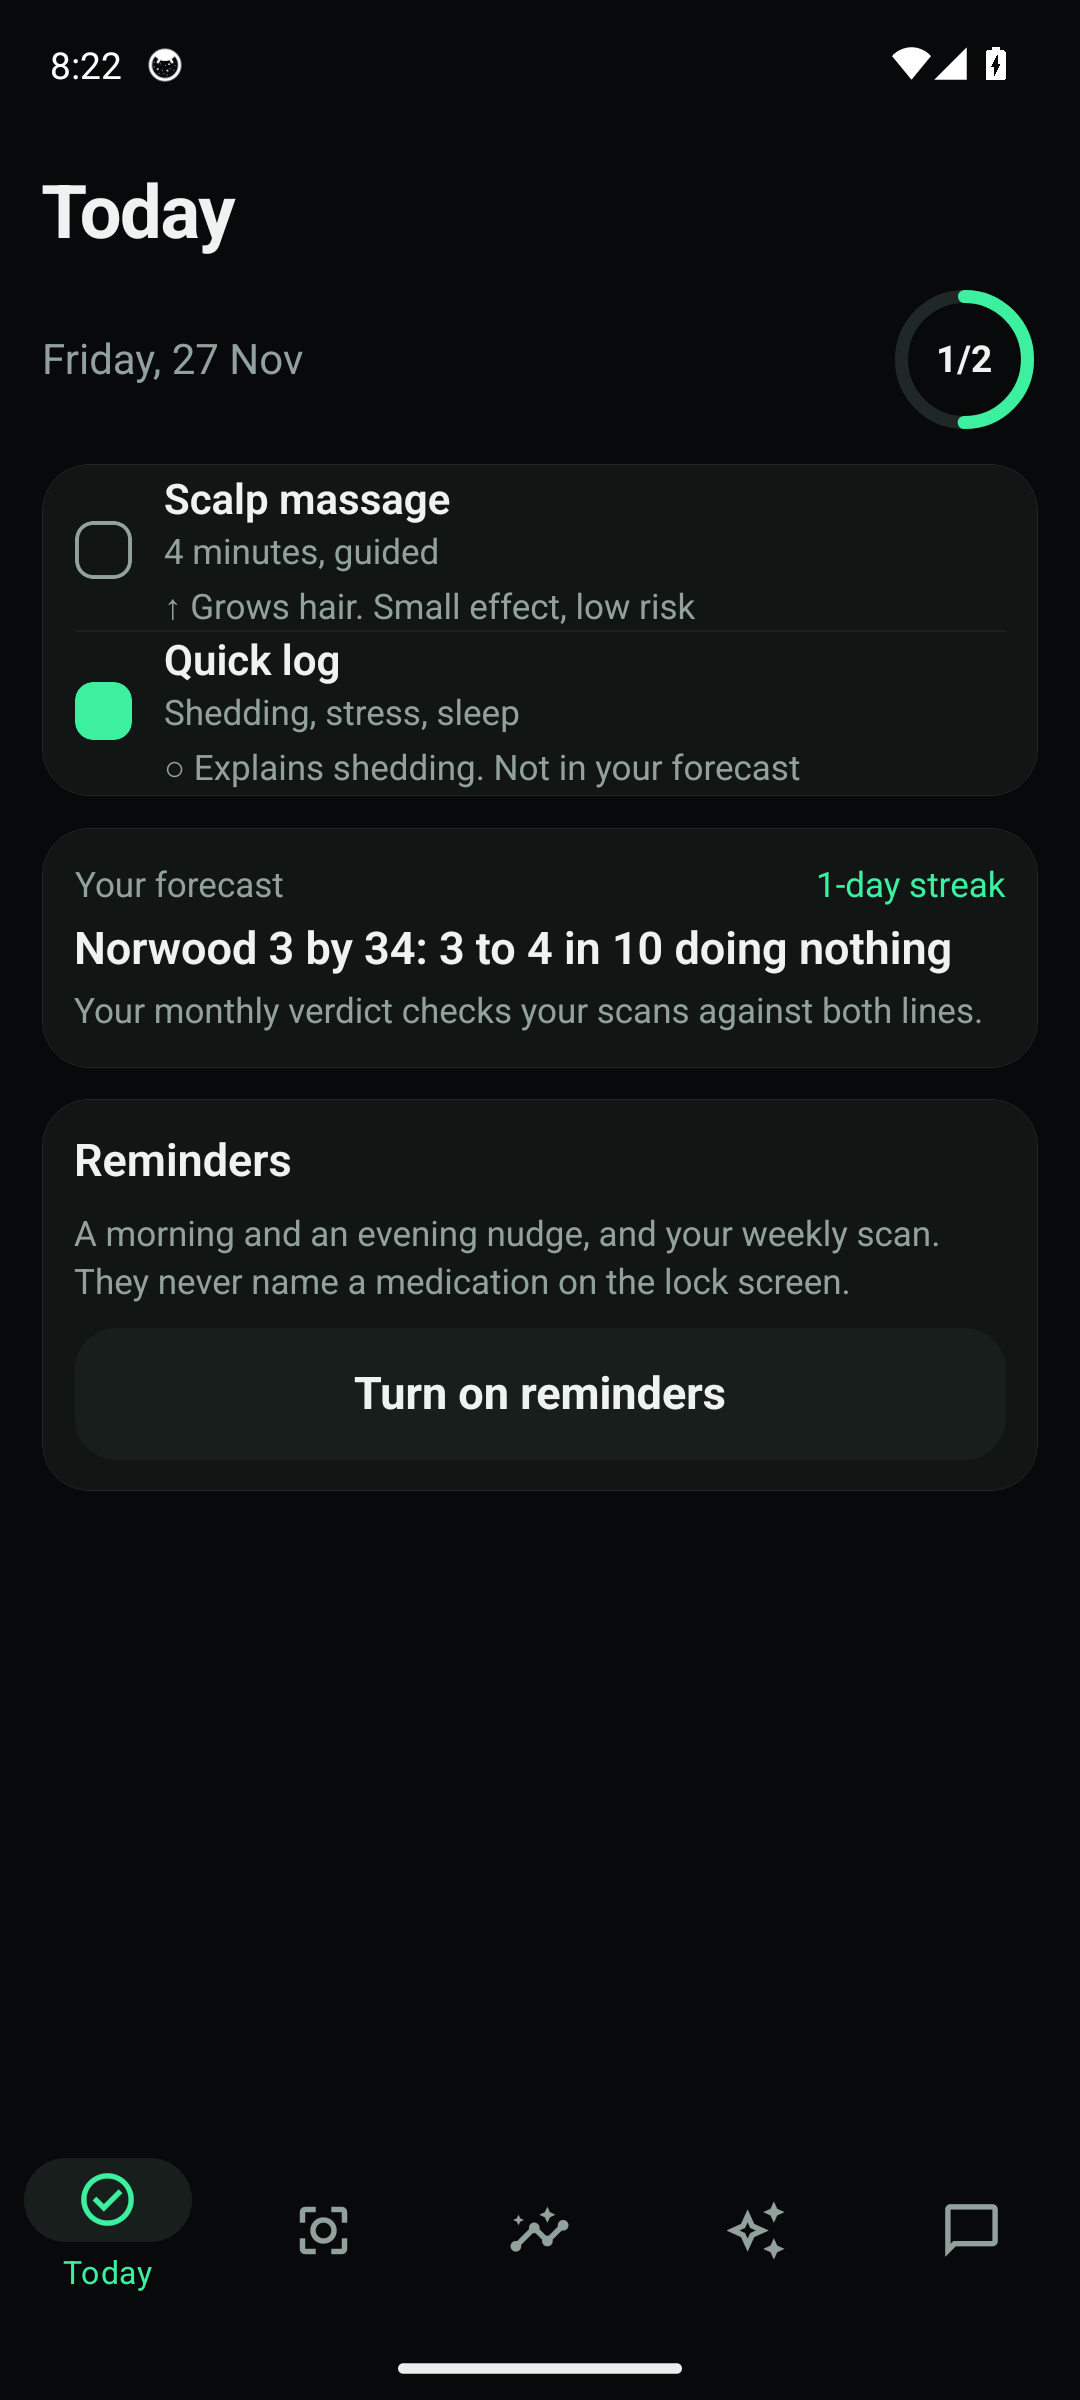 8:22
Today
Friday, 27 Nov
1/2
Scalp massage
4 minutes, guided
↑ Grows hair. Small effect, low risk
Quick log
Shedding, stress, sleep
○ Explains shedding. Not in your forecast
Your forecast
1-day streak
Norwood 3 by 34: 3 to 4 in 10 doing nothing
Your monthly verdict checks your scans against both lines.
Reminders
A morning and an evening nudge, and your weekly scan.
They never name a medication on the lock screen.
Turn on reminders
Today